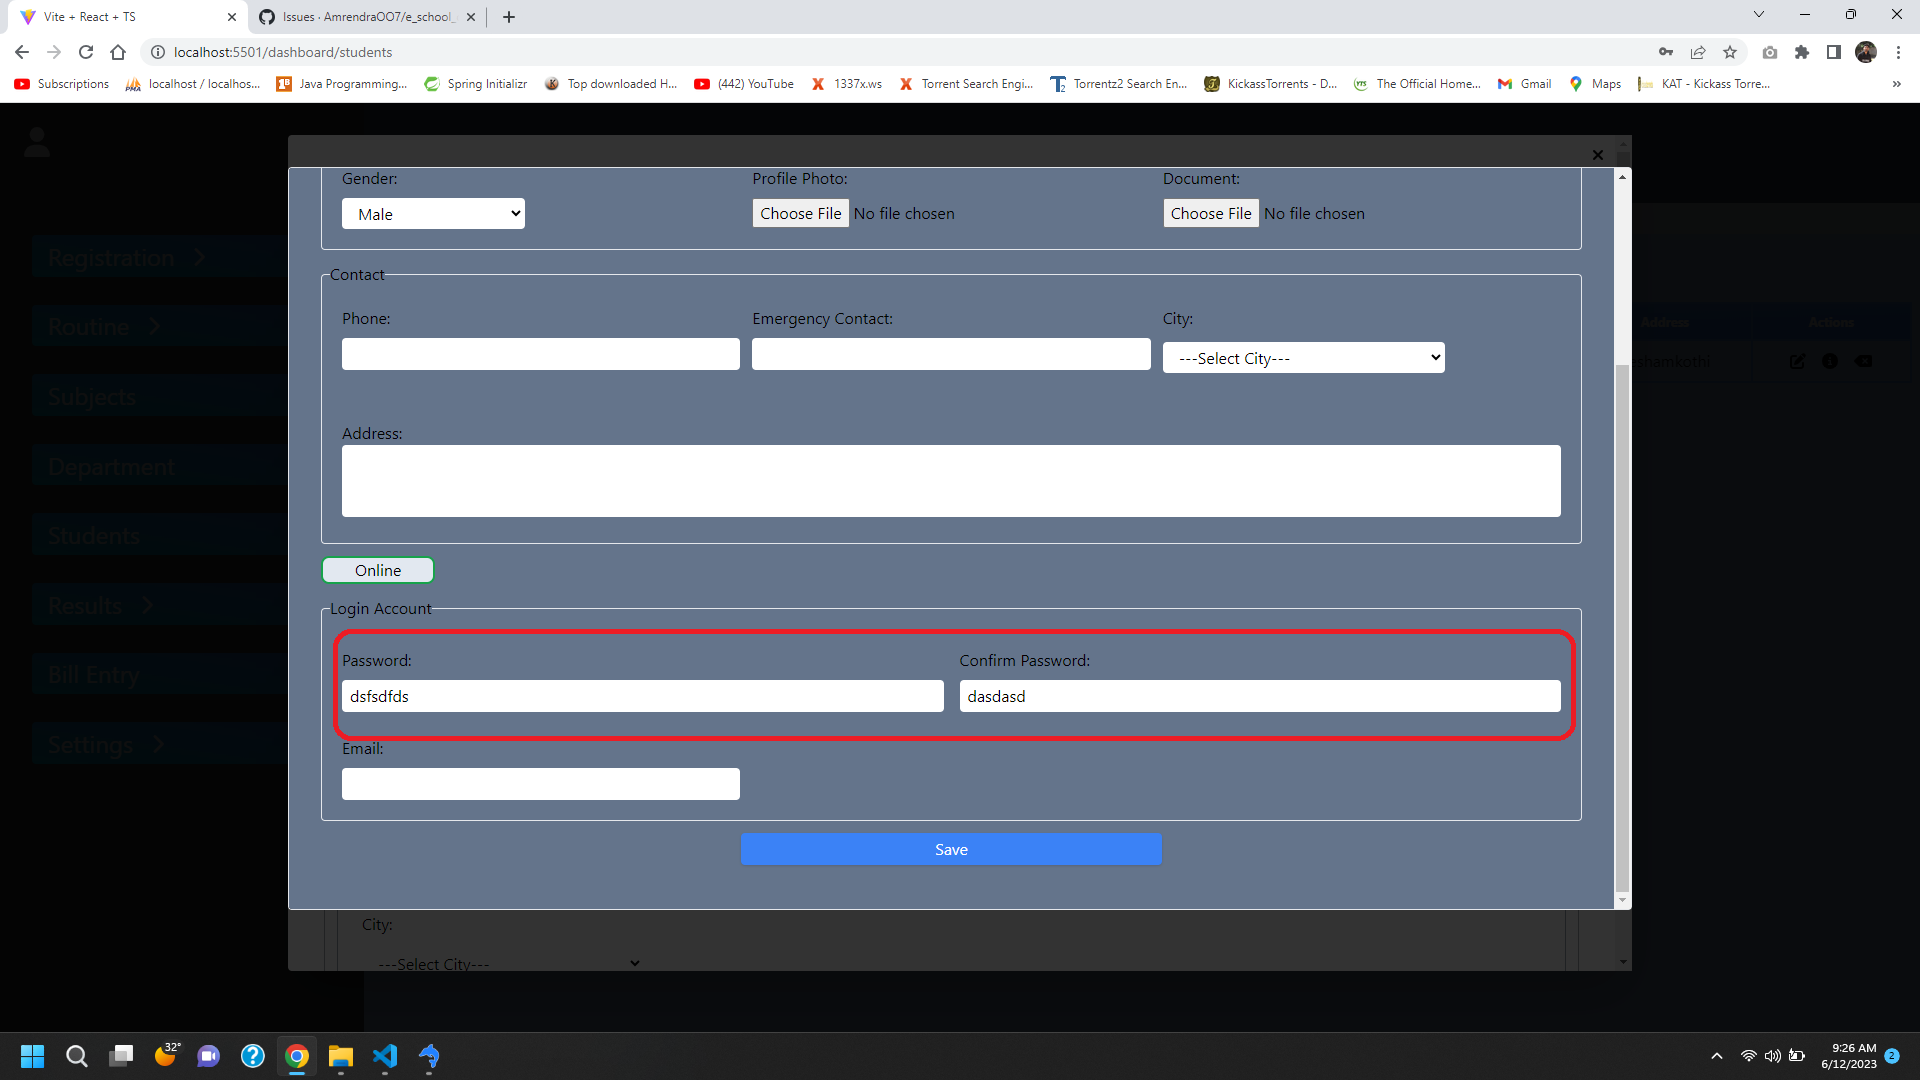 Vite + React + TS
Issues · AmrendraOO7/e_school_
localhost:5501/dashboard/students
Subscriptions
localhost / localhos...
Java Programming...
Spring Initializr
Top downloaded H...
(442) YouTube
1337x.ws
Torrent Search Engi...
Torrentz2 Search En...
KickassTorrents - D...
The Official Home...
Gmail
Maps
KAT - Kickass Torre...
»
Registration
Routine
Subjects
Department
Students
Results
Bill Entry
Settings
Address
Actions
Gender:
Profile Photo:
Document:
Male
Choose File No file chosen
Choose File No file chosen
Contact
Phone:
Emergency Contact:
City:
---Select City---
Address:
Online
Login Account
Password:
Confirm Password:
dsfsdfds
dasdasd
Email:
Save
City:
---Select City---
32°
9:26 AM
6/12/2023
2